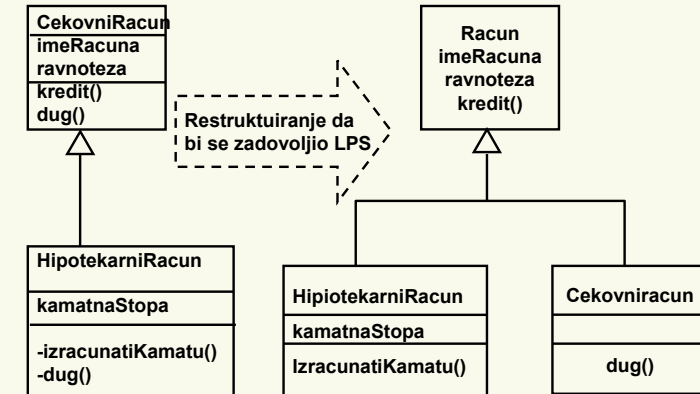 CekovniRacun
imeRacuna
ravnoteza
kredit()
dug()
Restruktuiranje da
bi se zadovoljio LPS
Racun
imeRacuna
ravnoteza
kredit()
HipotekarniRacun
kamatnaStopa
-izracunatiKamatu()
-dug()
HipiotekarniRacun
kamatnaStopa
IzracunatiKamatu()
Cekovniracun
dug()